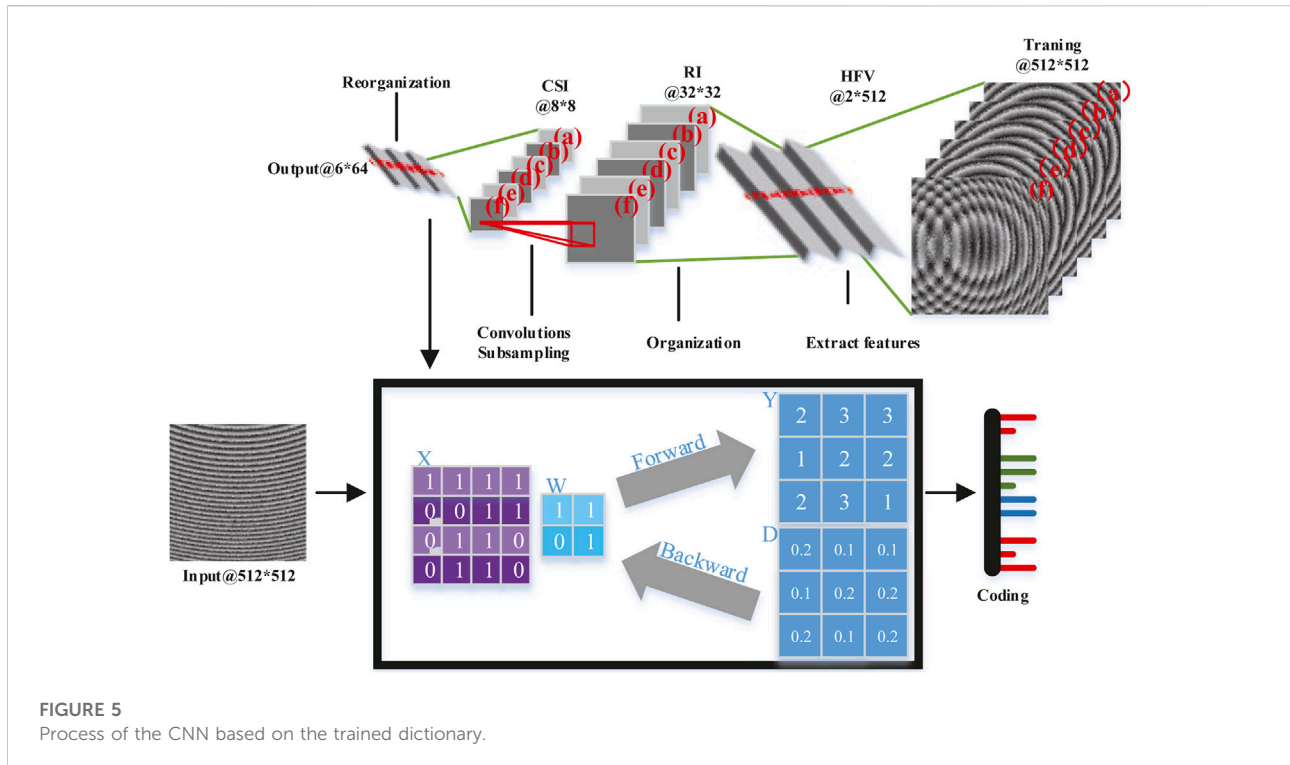 Reorganization
CSI
@8*8
RI
@32*32
HFV
@2*512
Traning
@512*512
Output@6*64
(a)
(b)
(c)
(d)
(e)
(f)
(a)
(b)
(c)
(d)
(e)
(f)
(a)
(b)
(c)
(d)
(e)
(f)
Convolutions
Subsampling
Organization
Extract features
Input@512*512
X
1 1 1 1
0 0 1 1
0 1 1 0
0 1 1 0
W
1 1
0 1
Forward
Backward
Y
2 3 3
1 2 2
2 3 1
D
0.2 0.1 0.1
0.1 0.2 0.2
0.2 0.1 0.2
Coding
FIGURE 5
Process of the CNN based on the trained dictionary.